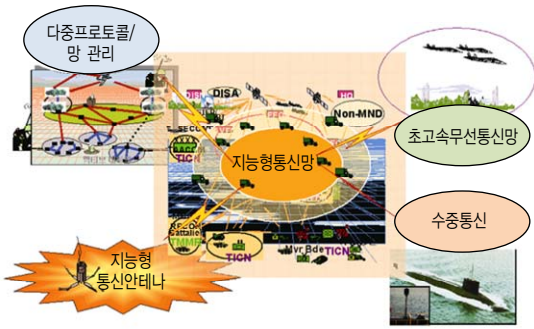 다중프로토콜/
망 관리
DISA
HQ
Non-MND
초고속무선통신망
지능형통신망
TICN
수중통신
지능형
통신안테나
TICN
Mvr Bde
TICN